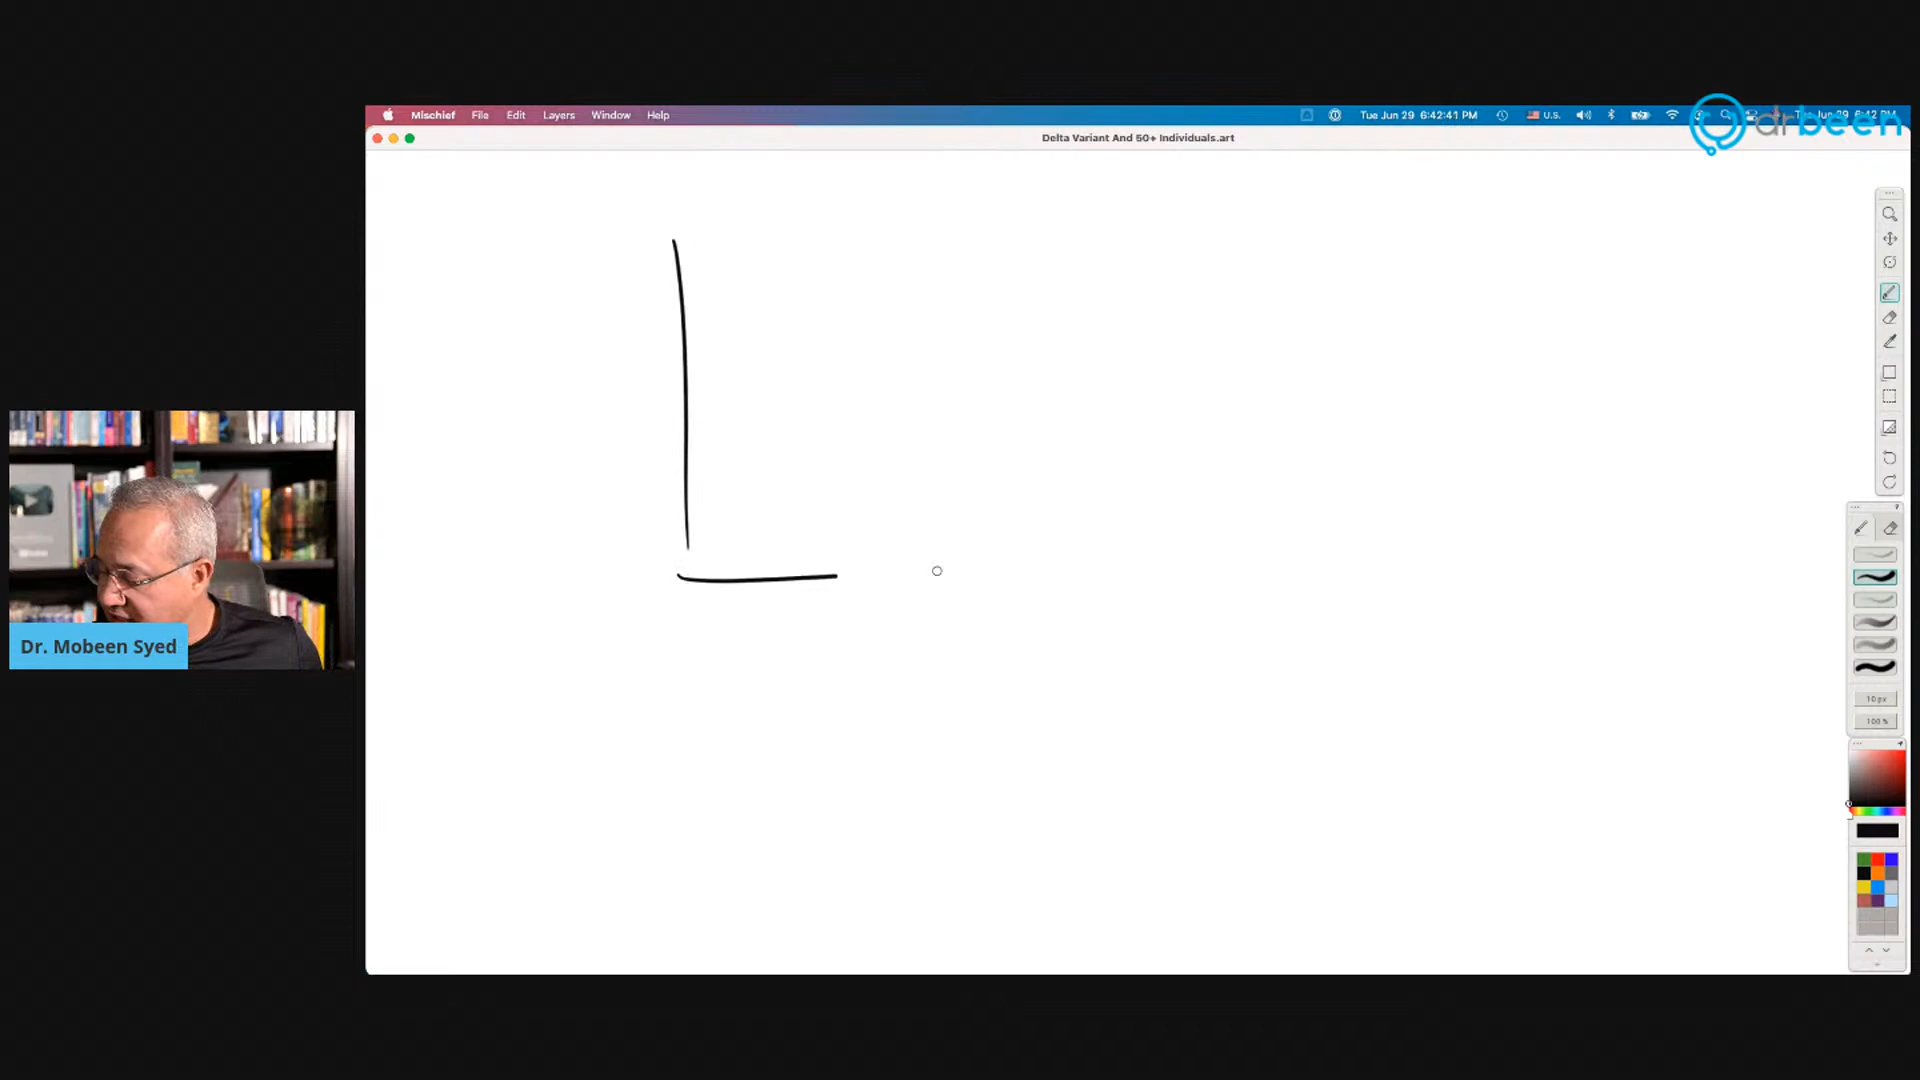 Mischief File Edit Layers Window Help
Tue Jun 29 6:42:41 PM
U.S.
drbeen
Delta Variant And 50+ Individuals.art
Dr. Mobeen Syed
10 px
100 %